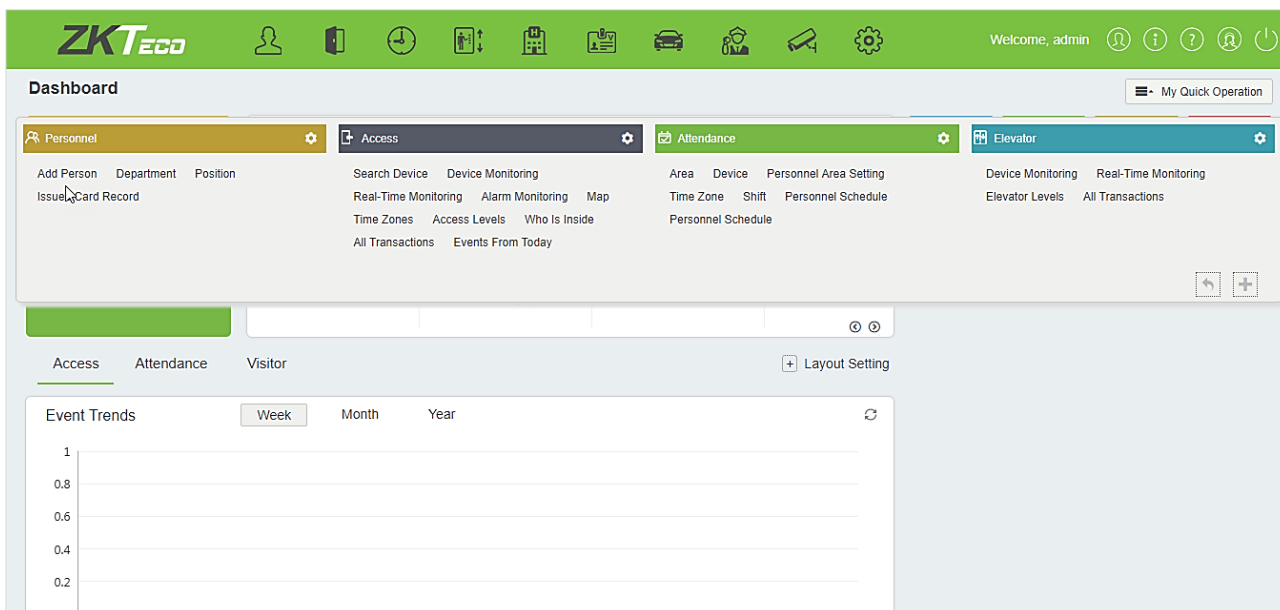 ZKTECO
Welcome, admin
Dashboard
My Quick Operation
Personnel
Add Person Department Position
Issued Card Record
Access
Search Device Device Monitoring
Real-Time Monitoring Alarm Monitoring Map
Time Zones Access Levels Who Is Inside
All Transactions Events From Today
Attendance
Area Device Personnel Area Setting
Time Zone Shift Personnel Schedule
Personnel Schedule
Elevator
Device Monitoring Real-Time Monitoring
Elevator Levels All Transactions
Access Attendance Visitor
Layout Setting
Event Trends Week Month Year
1
0.8
0.6
0.4
0.2